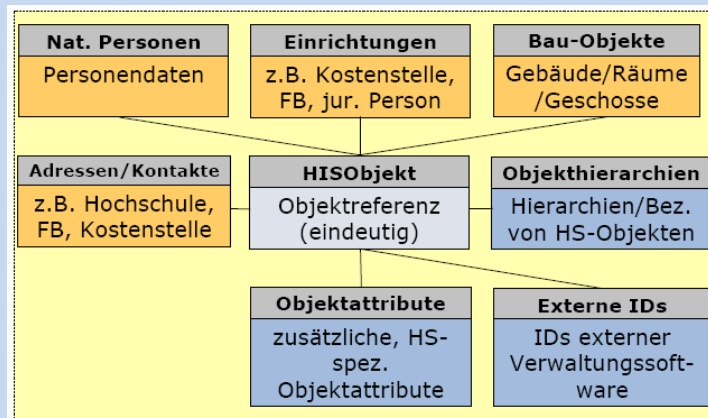 Nat. Personen
Personendaten
Einrichtungen
z.B. Kostenstelle,
FB, jur. Person
Bau-Objekte
Gebäude/Räume
/Geschosse
Adressen/Kontakte
z.B. Hochschule,
FB, Kostenstelle
HISObjekt
Objektreferenz
(eindeutig)
Objekthierarchien
Hierarchien/Bez.
von HS-Objekten
Objektattribute
zusätzliche, HS-
spez.
Objektattribute
Externe IDs
IDs externer
Verwaltungssoft-
ware